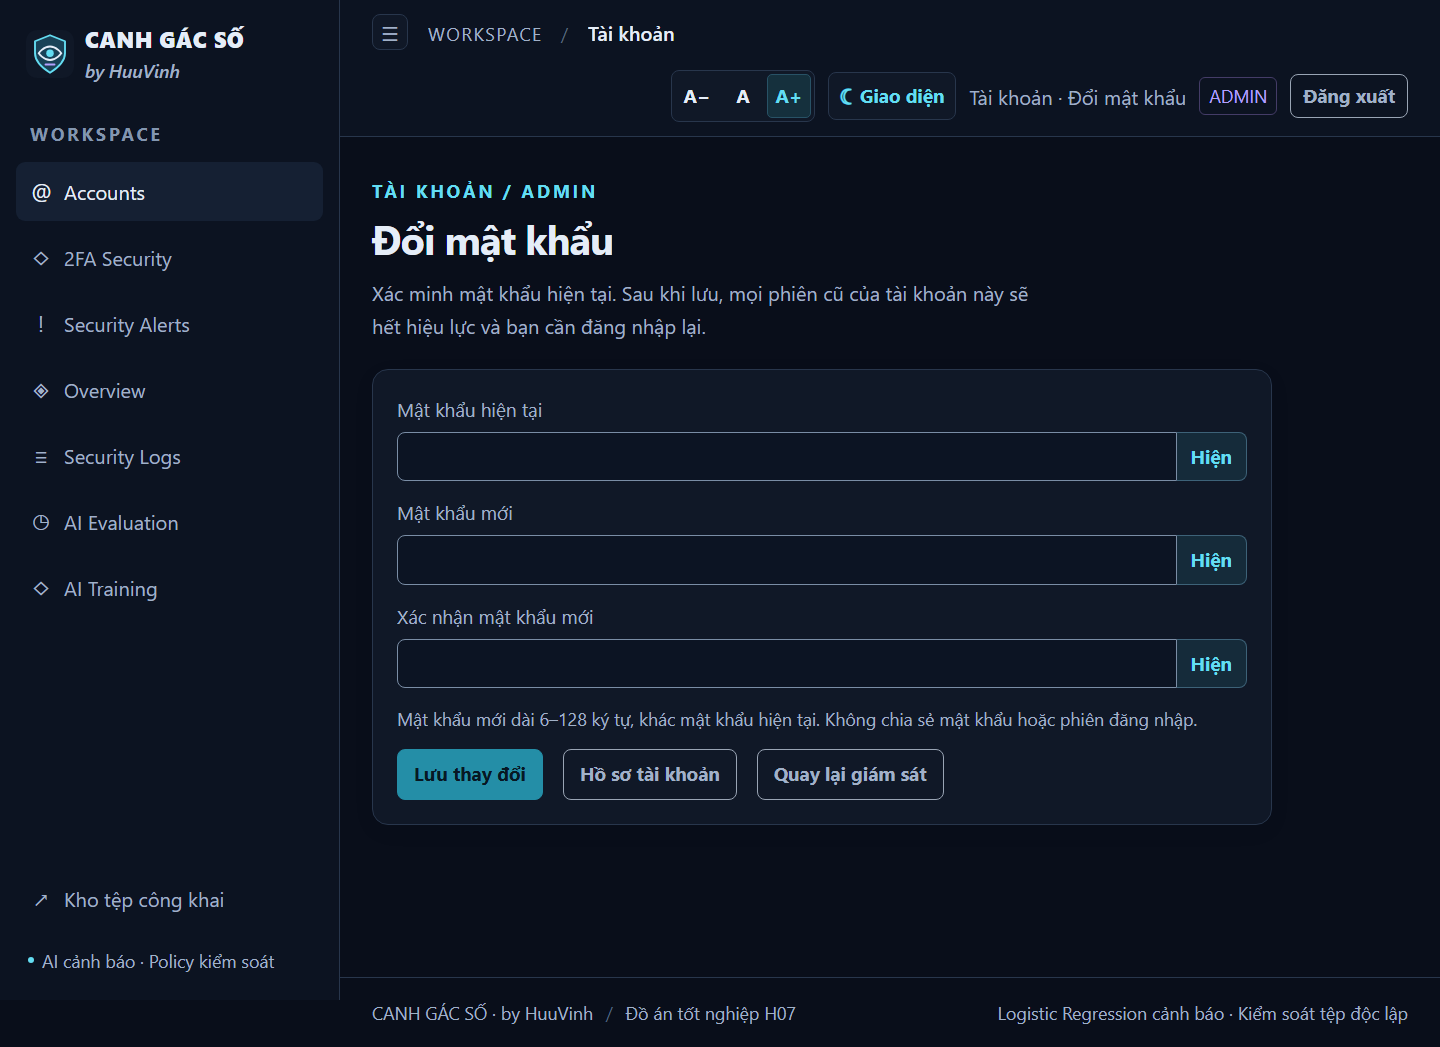 CANH GÁC SỐ
by HuuVinh
WORKSPACE
@ Accounts
2FA Security
! Security Alerts
Overview
Security Logs
AI Evaluation
AI Training
Kho tệp công khai
AI cảnh báo · Policy kiểm soát
WORKSPACE / Tài khoản
A− A A+ Giao diện Tài khoản · Đổi mật khẩu ADMIN Đăng xuất
TÀI KHOẢN / ADMIN
Đổi mật khẩu
Xác minh mật khẩu hiện tại. Sau khi lưu, mọi phiên cũ của tài khoản này sẽ
hết hiệu lực và bạn cần đăng nhập lại.
Mật khẩu hiện tại
Hiện
Mật khẩu mới
Hiện
Xác nhận mật khẩu mới
Hiện
Mật khẩu mới dài 6–128 ký tự, khác mật khẩu hiện tại. Không chia sẻ mật khẩu hoặc phiên đăng nhập.
Lưu thay đổi Hồ sơ tài khoản Quay lại giám sát
CANH GÁC SỐ · by HuuVinh / Đồ án tốt nghiệp H07
Logistic Regression cảnh báo · Kiểm soát tệp độc lập